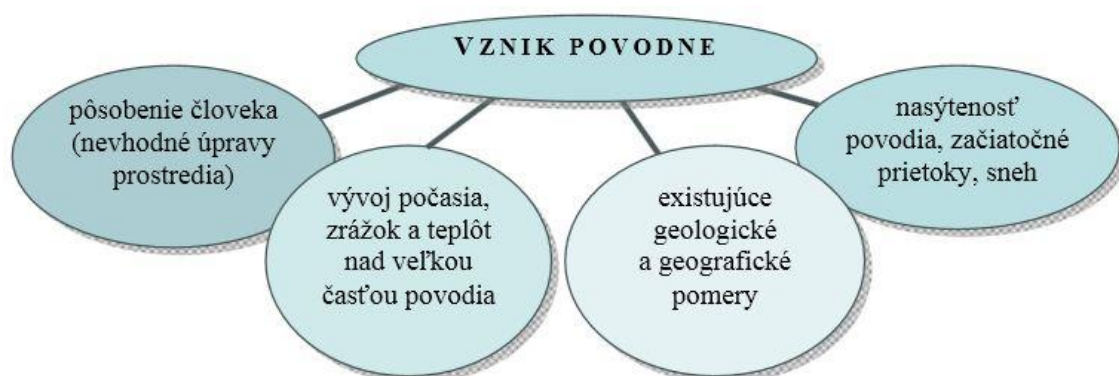 VZNIK POVODNE
pôsobenie človeka
(nevhodné úpravy
prostredia)
vývoj počasia,
zrážok a teplôt
nad veľkou
časťou povodia
existujúce
geologické
a geografické
pomery
nasýtenosť
povodia, začiatočné
prietoky, sneh